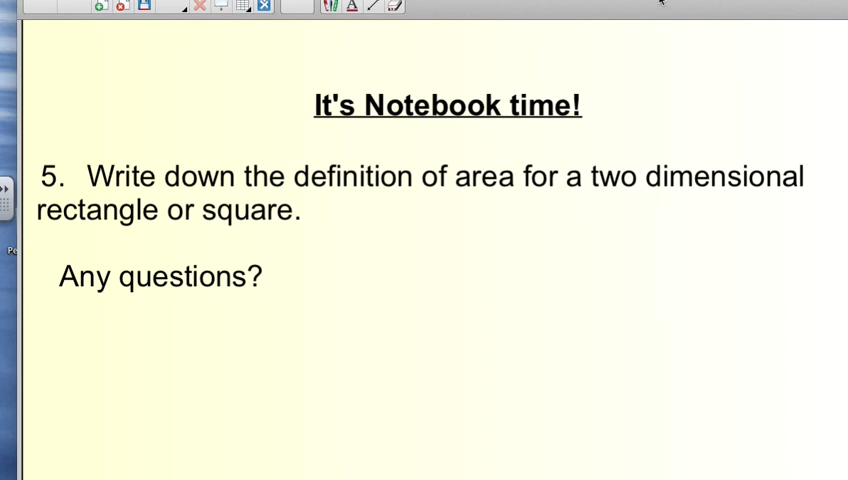 It's Notebook time!
5. Write down the definition of area for a two dimensional
rectangle or square.
Any questions?